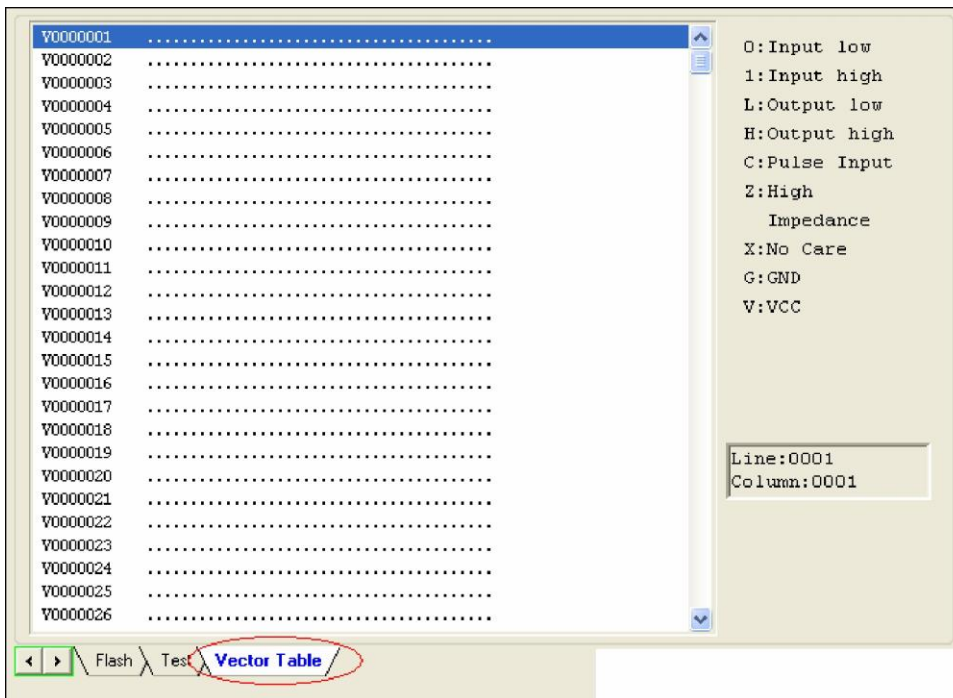 V0000001 .........................................
V0000002 .........................................
V0000003 .........................................
V0000004 .........................................
V0000005 .........................................
V0000006 .........................................
V0000007 .........................................
V0000008 .........................................
V0000009 .........................................
V0000010 .........................................
V0000011 .........................................
V0000012 .........................................
V0000013 .........................................
V0000014 .........................................
V0000015 .........................................
V0000016 .........................................
V0000017 .........................................
V0000018 .........................................
V0000019 .........................................
V0000020 .........................................
V0000021 .........................................
V0000022 .........................................
V0000023 .........................................
V0000024 .........................................
V0000025 .........................................
V0000026 .........................................
0:Input low
1:Input high
L:Output low
H:Output high
C:Pulse Input
Z:High
Impedance
X:No Care
G:GND
V:VCC
Line:0001
Column:0001
Flash Test Vector Table